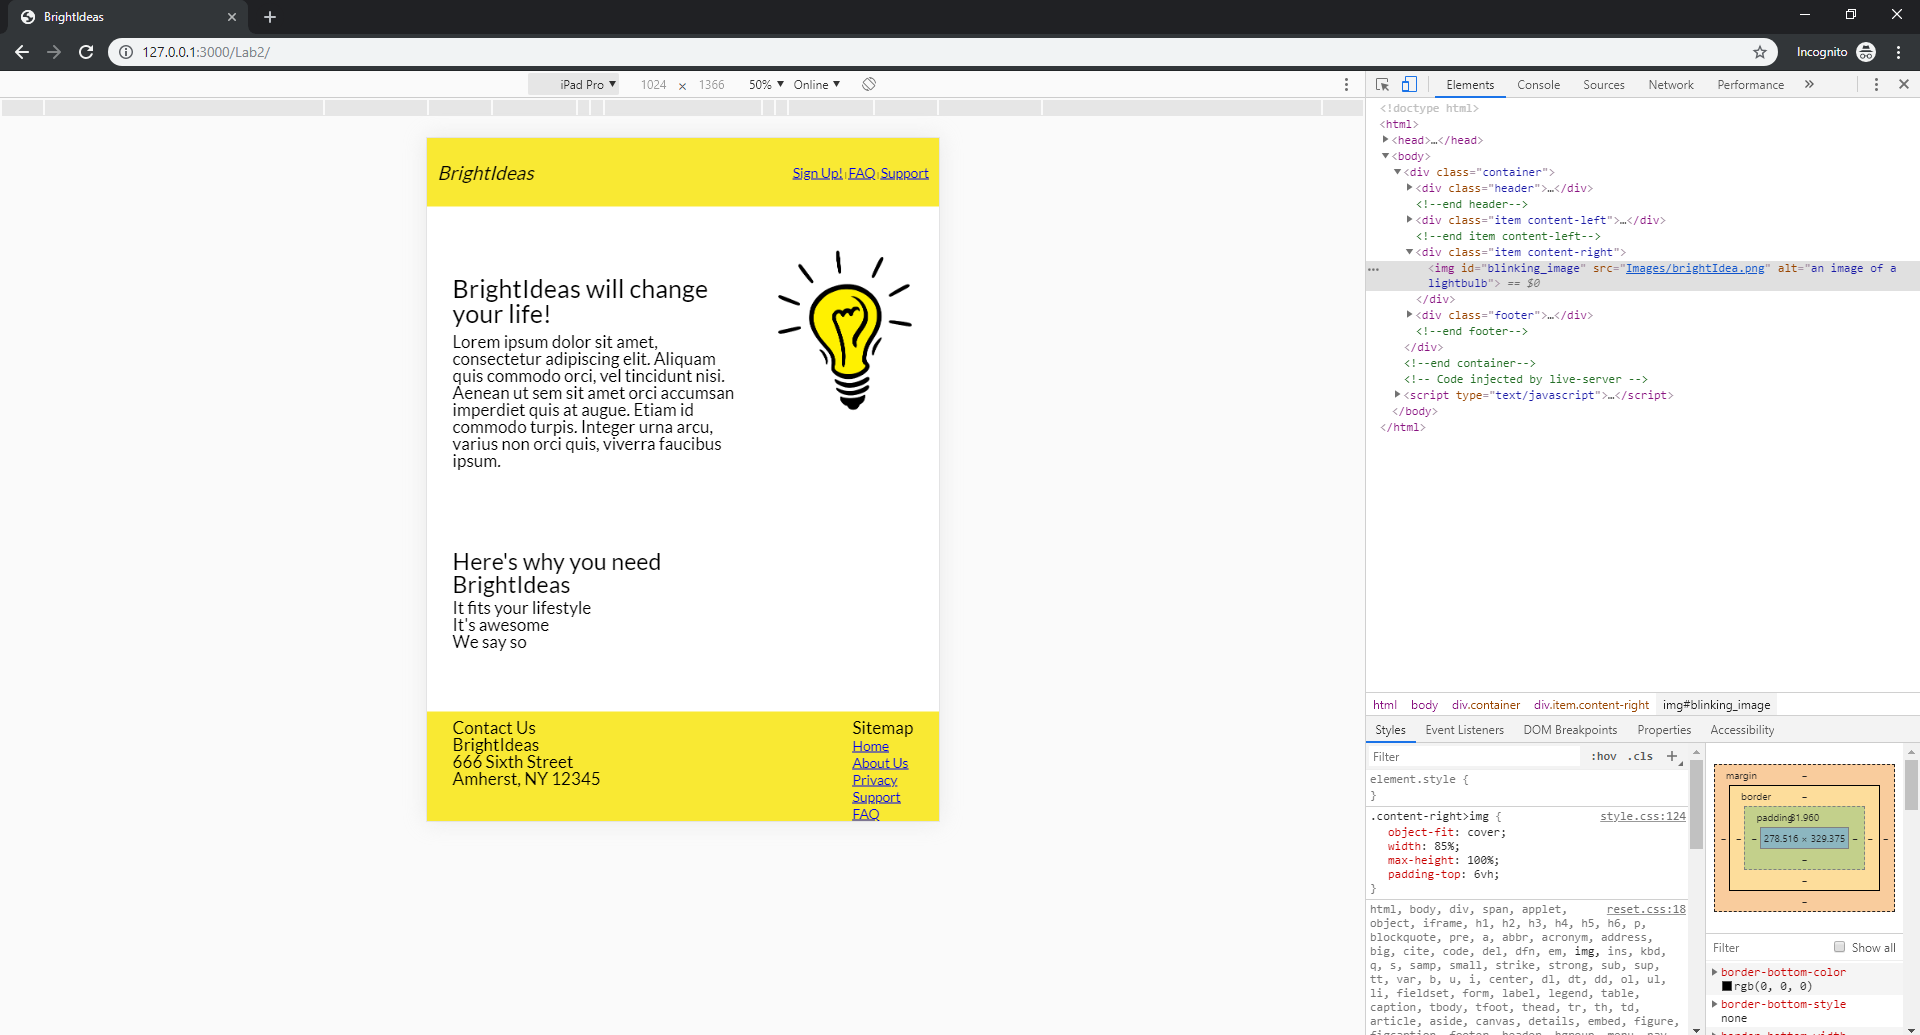 BrightIdeas
127.0.0.1:3000/Lab2/
Incognito
iPad Pro ▼ 1024 × 1366 50% ▼ Online ▼
Elements Console Sources Network Performance »
BrightIdeas
Sign Up! | FAQ | Support
BrightIdeas will change
your life!
Lorem ipsum dolor sit amet,
consectetur adipiscing elit. Aliquam
quis commodo orci, vel tincidunt nisi.
Aenean ut sem sit amet orci accumsan
imperdiet quis at augue. Etiam id
commodo turpis. Integer urna arcu,
varius non orci quis, viverra faucibus
ipsum.
Here's why you need
BrightIdeas
It fits your lifestyle
It's awesome
We say so
Contact Us
BrightIdeas
666 Sixth Street
Amherst, NY 12345
Sitemap
Home
About Us
Privacy
Support
FAQ
<!doctype html>
<html>
<head>…</head>
<body>
<div class="container">
<div class="header">…</div>
<!--end header-->
<div class="item content-left">…</div>
<!--end item content-left-->
<div class="item content-right">
<img id="blinking_image" src="Images/brightIdea.png" alt="an image of a
lightbulb"> == $0
</div>
<div class="footer">…</div>
<!--end footer-->
</div>
<!--end container-->
<!-- Code injected by live-server -->
<script type="text/javascript">…</script>
</body>
</html>
html body div.container div.item.content-right img#blinking_image
Styles Event Listeners DOM Breakpoints Properties Accessibility
Filter :hov .cls +
element.style {
}
.content-right>img { style.css:124
object-fit: cover;
width: 85%;
max-height: 100%;
padding-top: 6vh;
}
html, body, div, span, applet, reset.css:18
object, iframe, h1, h2, h3, h4, h5, h6, p,
blockquote, pre, a, abbr, acronym, address,
big, cite, code, del, dfn, em, img, ins, kbd,
q, s, samp, small, strike, strong, sub, sup,
tt, var, b, u, i, center, dl, dt, dd, ol, ul,
li, fieldset, form, label, legend, table,
caption, tbody, tfoot, thead, tr, th, td,
article, aside, canvas, details, embed, figure,
figcaption, footer, header, hgroup, menu, nav,
margin –
border –
padding 81.960
– – – 278.516 × 329.375 – – –
–
–
–
Filter Show all
border-bottom-color
rgb(0, 0, 0)
border-bottom-style
none
border-bottom-width